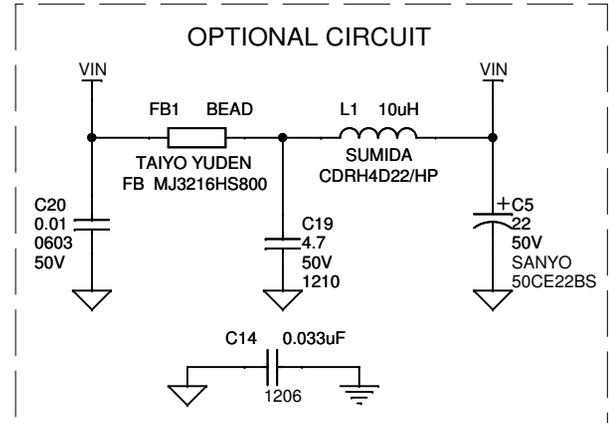 OPTIONAL CIRCUIT
VIN
VIN
FB1 BEAD
L1 10uH
TAIYO YUDEN
FB MJ3216HS800
SUMIDA
CDRH4D22/HP
C20
0.01
0603
50V
C19
4.7
50V
1210
+C5
22
50V
SANYO
50CE22BS
C14 0.033uF
1206